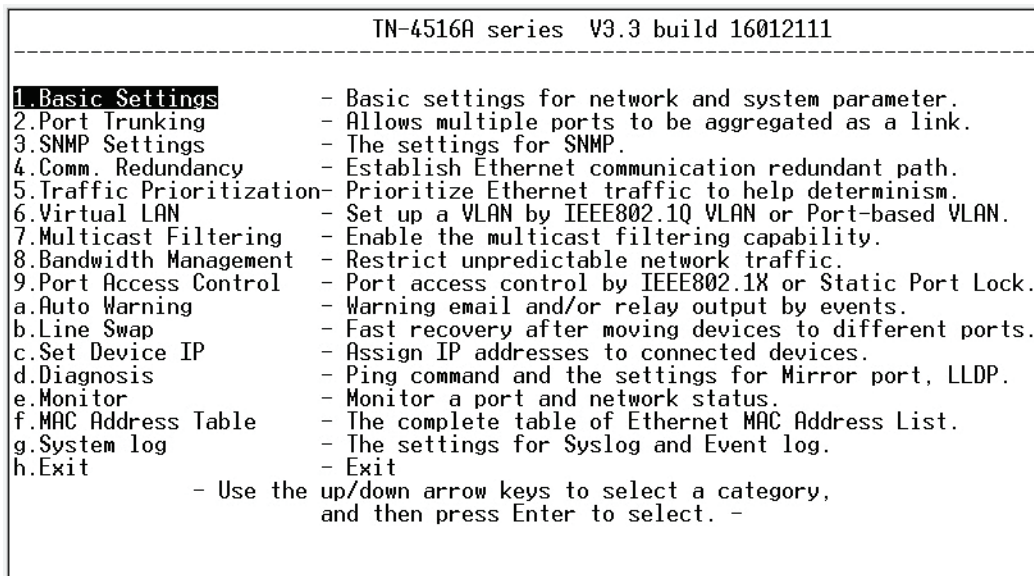 TN-4516A series V3.3 build 16012111
1.Basic Settings - Basic settings for network and system parameter.
2.Port Trunking - Allows multiple ports to be aggregated as a link.
3.SNMP Settings - The settings for SNMP.
4.Comm. Redundancy - Establish Ethernet communication redundant path.
5.Traffic Prioritization- Prioritize Ethernet traffic to help determinism.
6.Virtual LAN - Set up a VLAN by IEEE802.1Q VLAN or Port-based VLAN.
7.Multicast Filtering - Enable the multicast filtering capability.
8.Bandwidth Management - Restrict unpredictable network traffic.
9.Port Access Control - Port access control by IEEE802.1X or Static Port Lock.
a.Auto Warning - Warning email and/or relay output by events.
b.Line Swap - Fast recovery after moving devices to different ports.
c.Set Device IP - Assign IP addresses to connected devices.
d.Diagnosis - Ping command and the settings for Mirror port, LLDP.
e.Monitor - Monitor a port and network status.
f.MAC Address Table - The complete table of Ethernet MAC Address List.
g.System log - The settings for Syslog and Event log.
h.Exit - Exit
- Use the up/down arrow keys to select a category,
and then press Enter to select. -